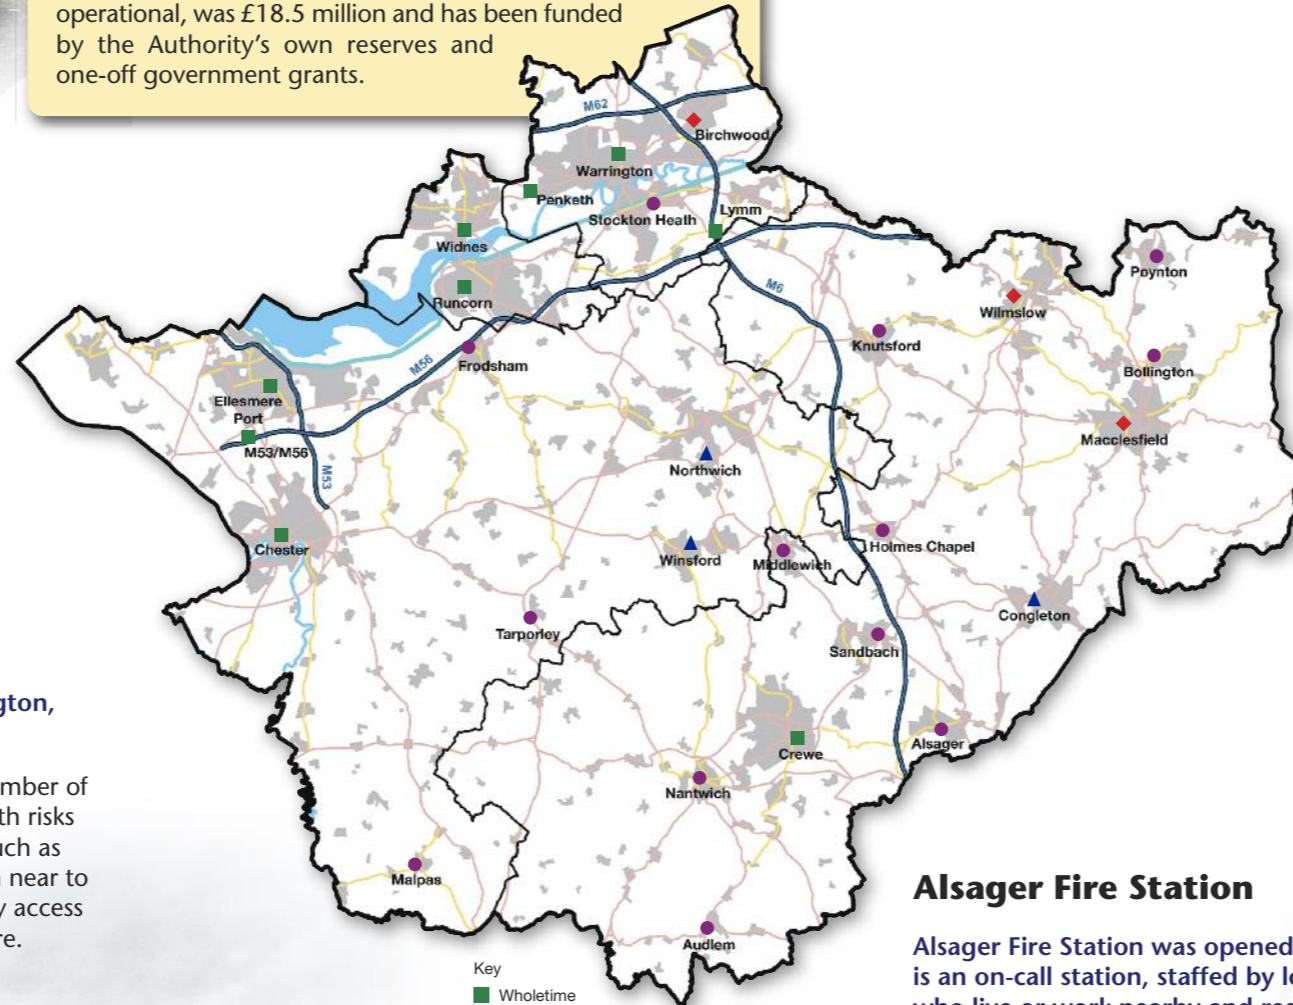 operational, was £18.5 million and has been funded
by the Authority's own reserves and
one-off government grants.
M62
Birchwood
Warrington
Penketh
Stockton Heath
Lymm
Widnes
Runcorn
M6
Poynton
Wilmslow
Knutsford
Bollington
Frodsham
M56
Ellesmere
Port
Macclesfield
M53/M56
M53
Northwich
Chester
Winsford
Middlewich
Holmes Chapel
Congleton
Tarporley
Sandbach
gton,
Alsager
Crewe
Nantwich
mber of
th risks
uch as
n near to
y access
re.
Malpas
Audlem
Key
Wholetime
Alsager Fire Station
Alsager Fire Station was opened
is an on-call station, staffed by lo